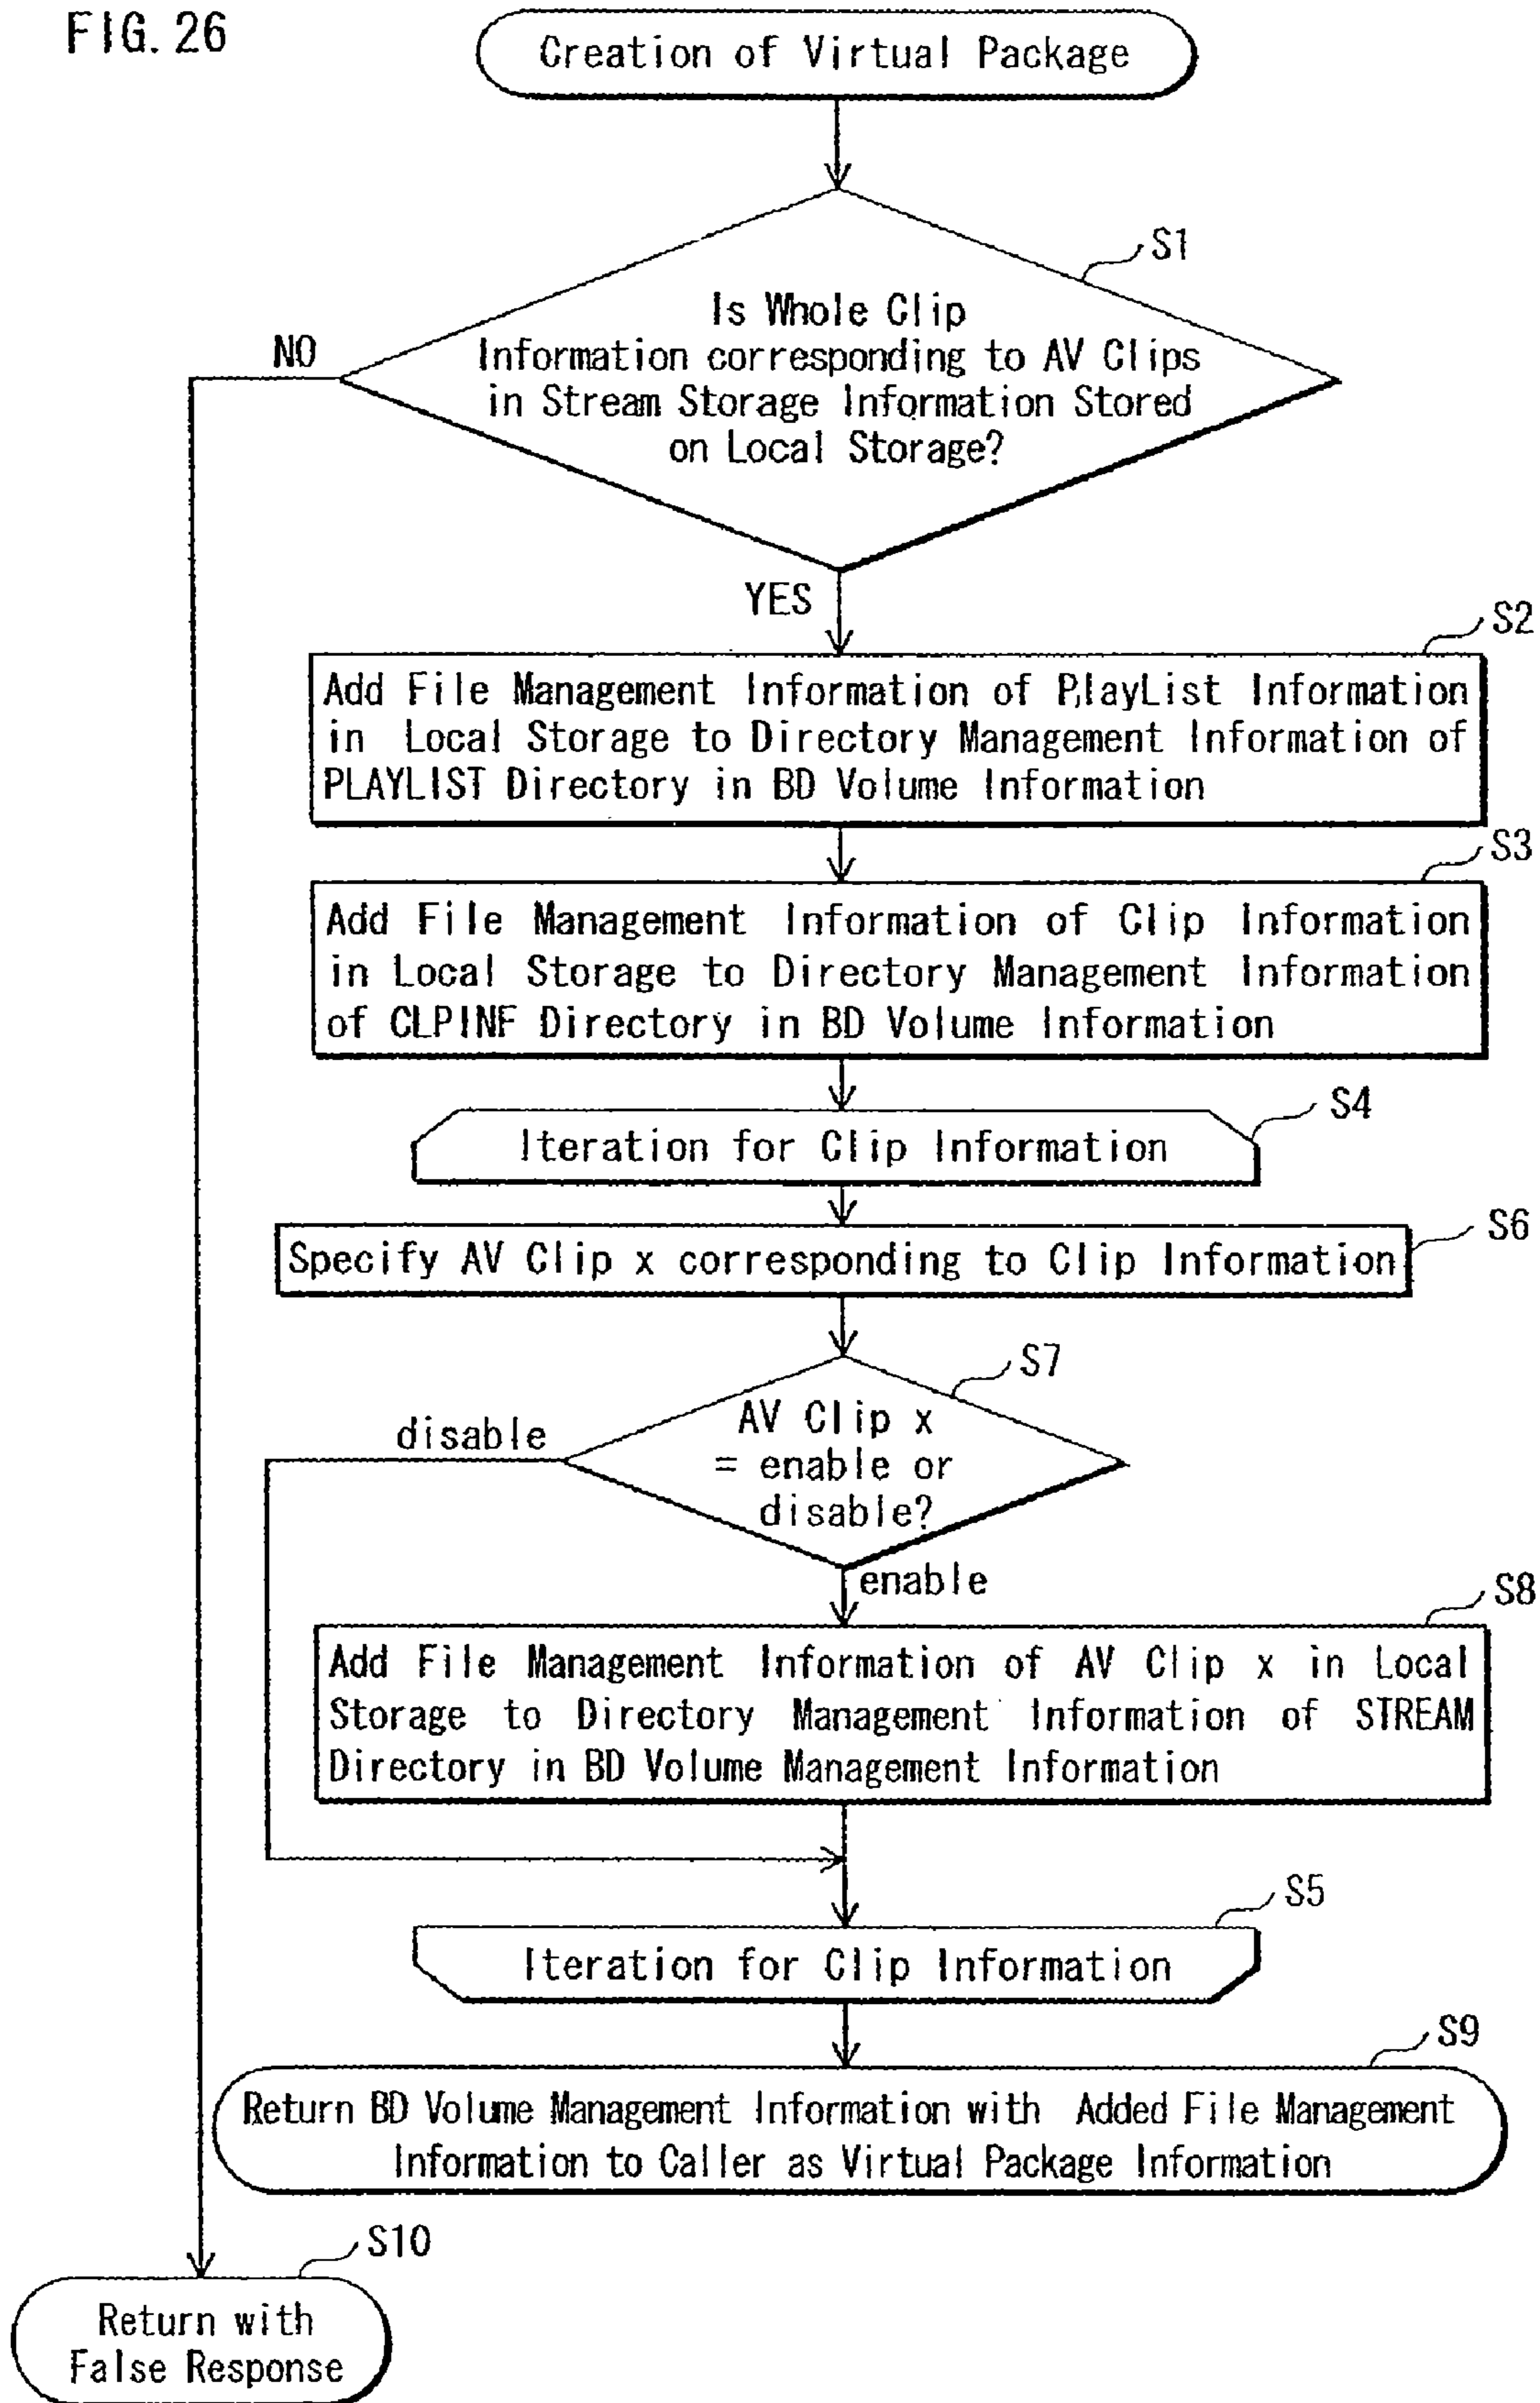 FIG. 26
Creation of Virtual Package
S1
Is Whole Clip
Information corresponding to AV Clips
in Stream Storage Information Stored
on Local Storage?
NO
YES
S2
Add File Management Information of PlayList Information
in Local Storage to Directory Management Information of
PLAYLIST Directory in BD Volume Information
S3
Add File Management Information of Clip Information
in Local Storage to Directory Management Information
of CLPINF Directory in BD Volume Information
S4
Iteration for Clip Information
S6
Specify AV Clip x corresponding to Clip Information
S7
AV Clip x
= enable or
disable?
disable
enable
S8
Add File Management Information of AV Clip x in Local
Storage to Directory Management Information of STREAM
Directory in BD Volume Management Information
S5
Iteration for Clip Information
S9
Return BD Volume Management Information with Added File Management
Information to Caller as Virtual Package Information
S10
Return with
False Response